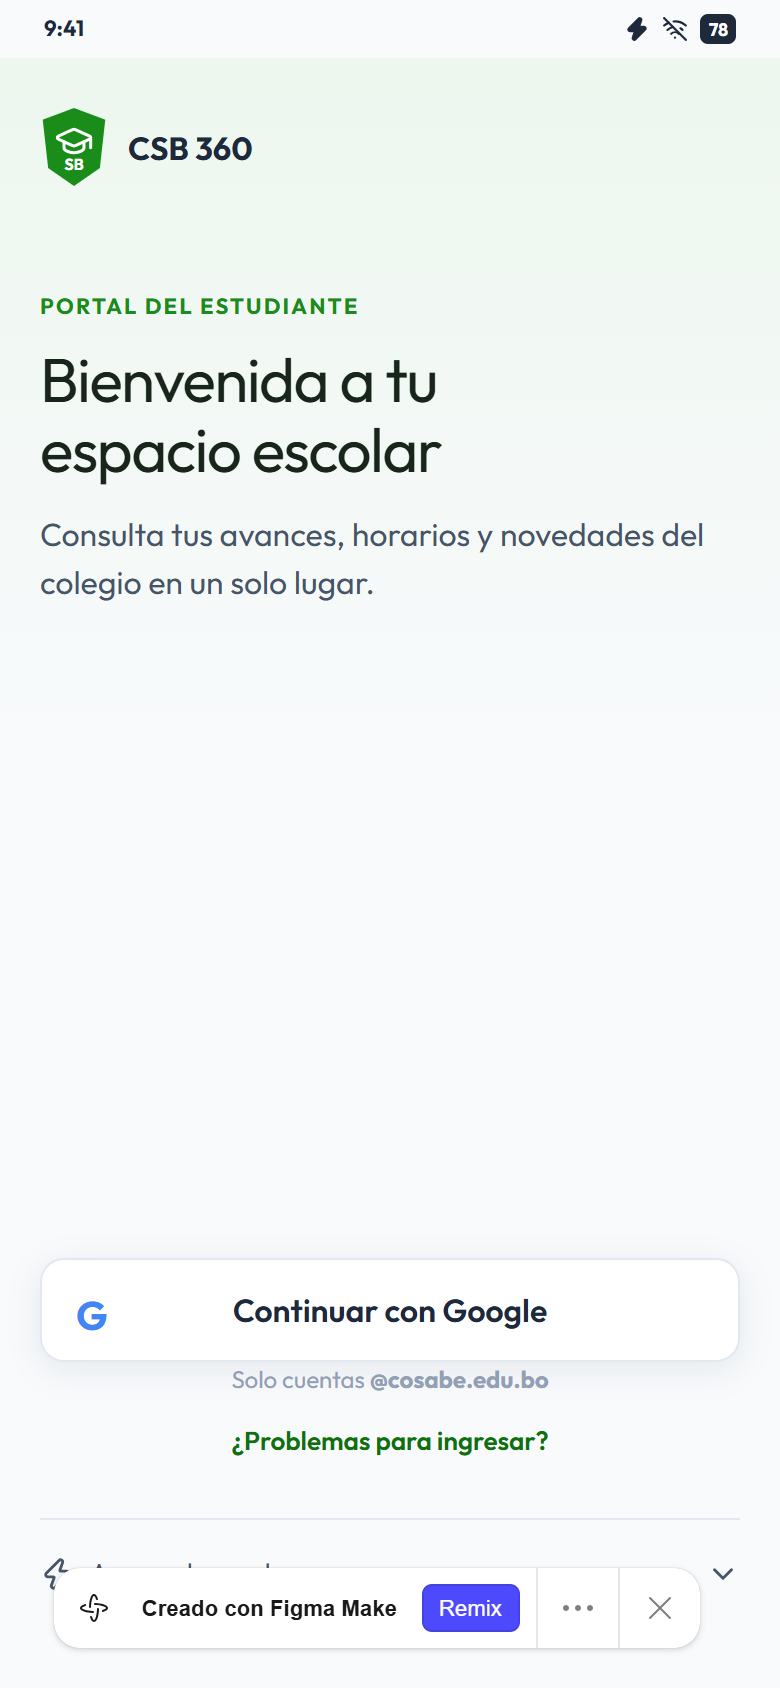 9:41
78
SB
CSB 360
PORTAL DEL ESTUDIANTE
Bienvenida a tu
espacio escolar
Consulta tus avances, horarios y novedades del
colegio en un solo lugar.
G
Continuar con Google
Solo cuentas @cosabe.edu.bo
¿Problemas para ingresar?
Creado con Figma Make
Remix